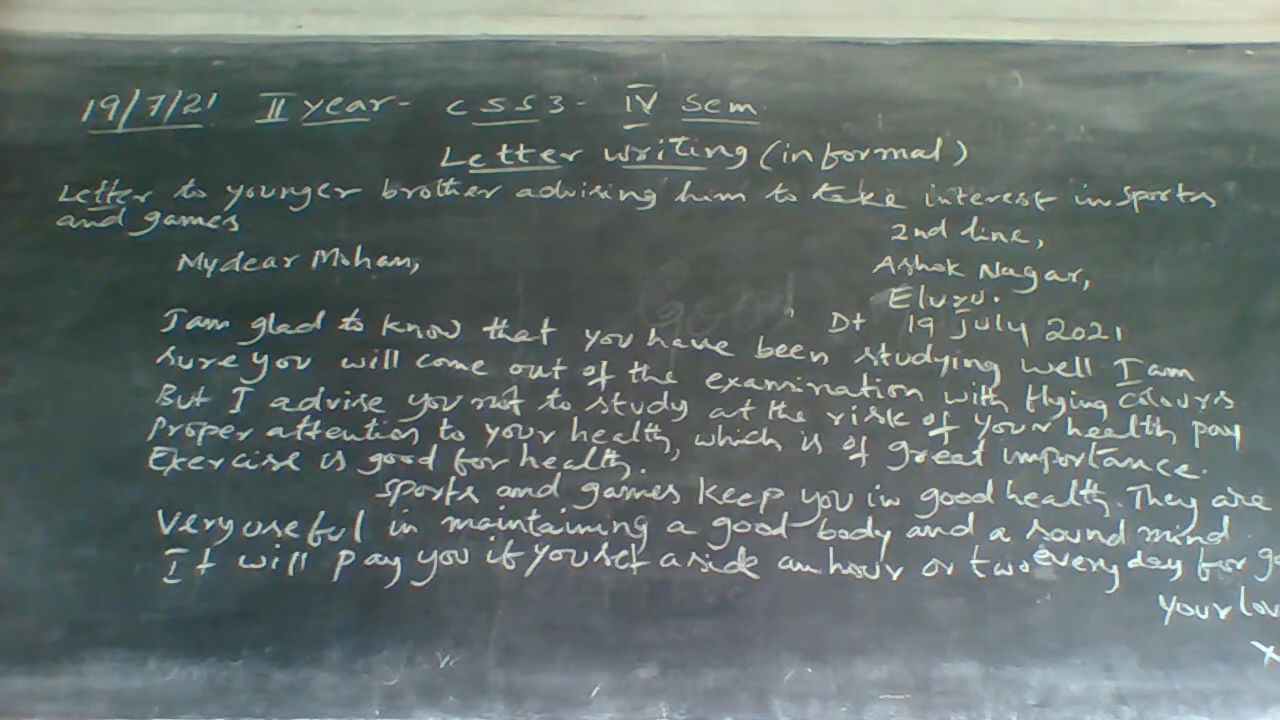 19/7/21 II year - CSS3 - IV Sem
Letter writing (informal)
Letter to younger brother advising him to take interest in sports
and games
2nd line,
My dear Mohan,
Ashok Nagar,
Eluru.
Dt 19 July 2021
I am glad to know that you have been studying well I am
sure you will come out of the examination with flying colours
But I advise you not to study at the risk of your health pay
proper attention to your health, which is of great importance.
Exercise is good for health.
Sports and games keep you in good health. They are
very useful in maintaining a good body and a sound mind
It will pay you if you set aside an hour or two every day for
your
X